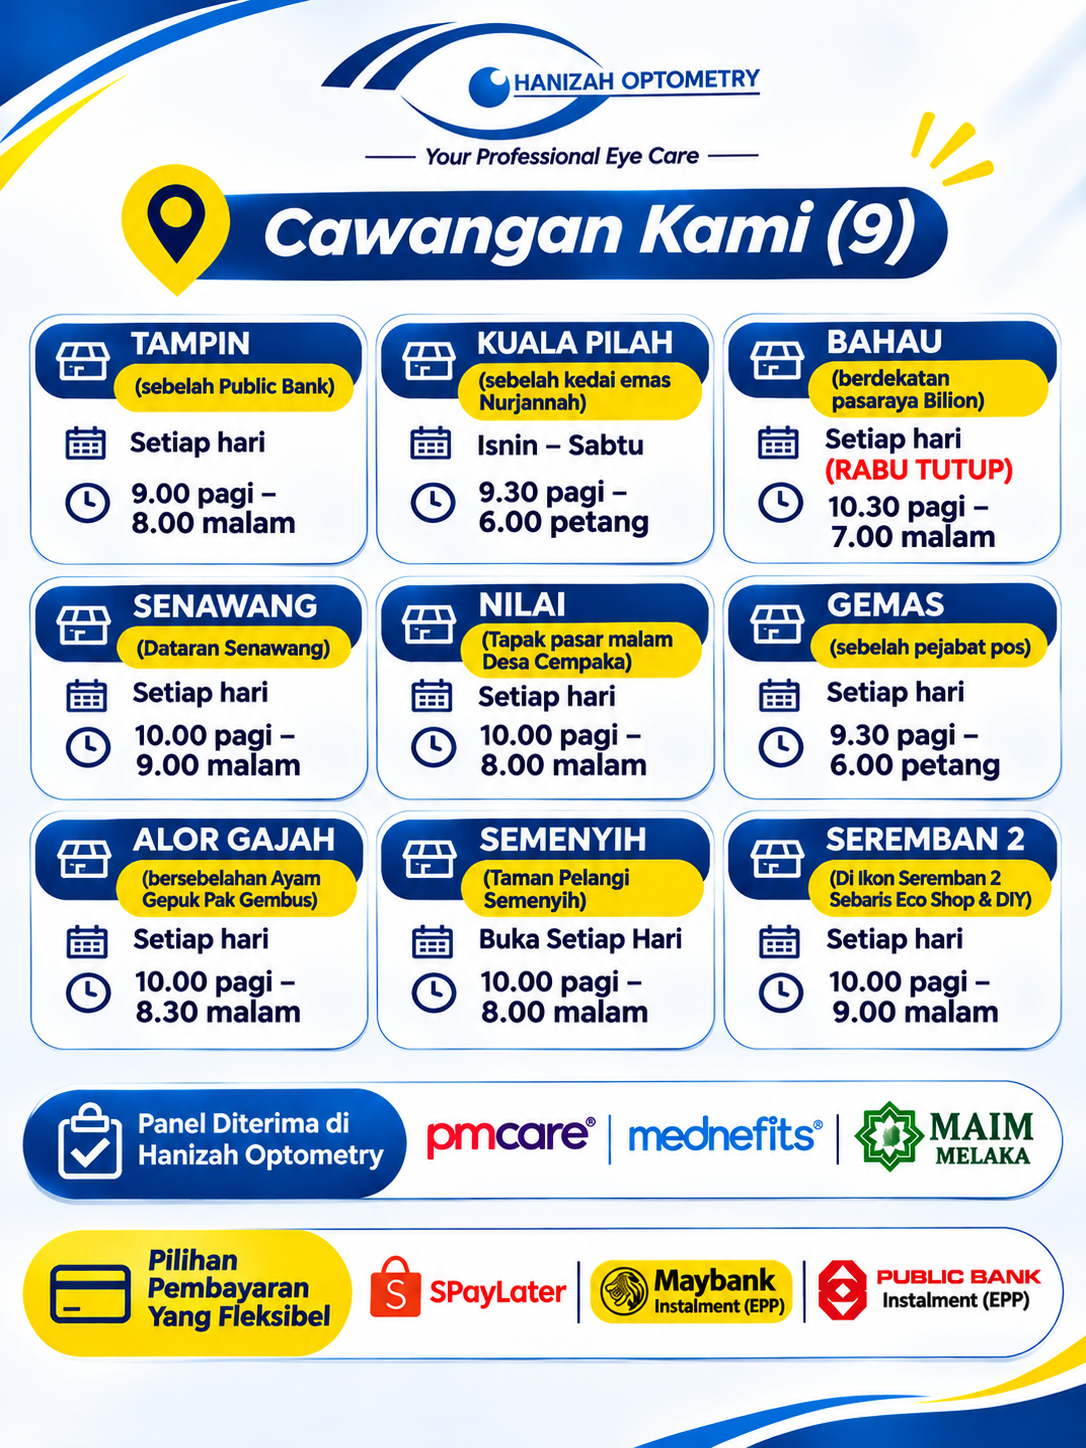 HANIZAH OPTOMETRY
Your Professional Eye Care
Cawangan Kami (9)
TAMPIN
(sebelah Public Bank)
Setiap hari
9.00 pagi –
8.00 malam
KUALA PILAH
(sebelah kedai emas
Nurjannah)
Isnin – Sabtu
9.30 pagi –
6.00 petang
BAHAU
(berdekatan
pasaraya Bilion)
Setiap hari
(RABU TUTUP)
10.30 pagi –
7.00 malam
SENAWANG
(Dataran Senawang)
Setiap hari
10.00 pagi –
9.00 malam
NILAI
(Tapak pasar malam
Desa Cempaka)
Setiap hari
10.00 pagi –
8.00 malam
GEMAS
(sebelah pejabat pos)
Setiap hari
9.30 pagi –
6.00 petang
ALOR GAJAH
(bersebelahan Ayam
Gepuk Pak Gembus)
Setiap hari
10.00 pagi –
8.30 malam
SEMENYIH
(Taman Pelangi
Semenyih)
Buka Setiap Hari
10.00 pagi –
8.00 malam
SEREMBAN 2
(Di Ikon Seremban 2
Sebaris Eco Shop & DIY)
Setiap hari
10.00 pagi –
9.00 malam
Panel Diterima di
Hanizah Optometry
pmcare®
mednefits®
MAIM
MELAKA
Pilihan
Pembayaran
Yang Fleksibel
S
SPayLater
Maybank
Instalment (EPP)
PUBLIC BANK
Instalment (EPP)